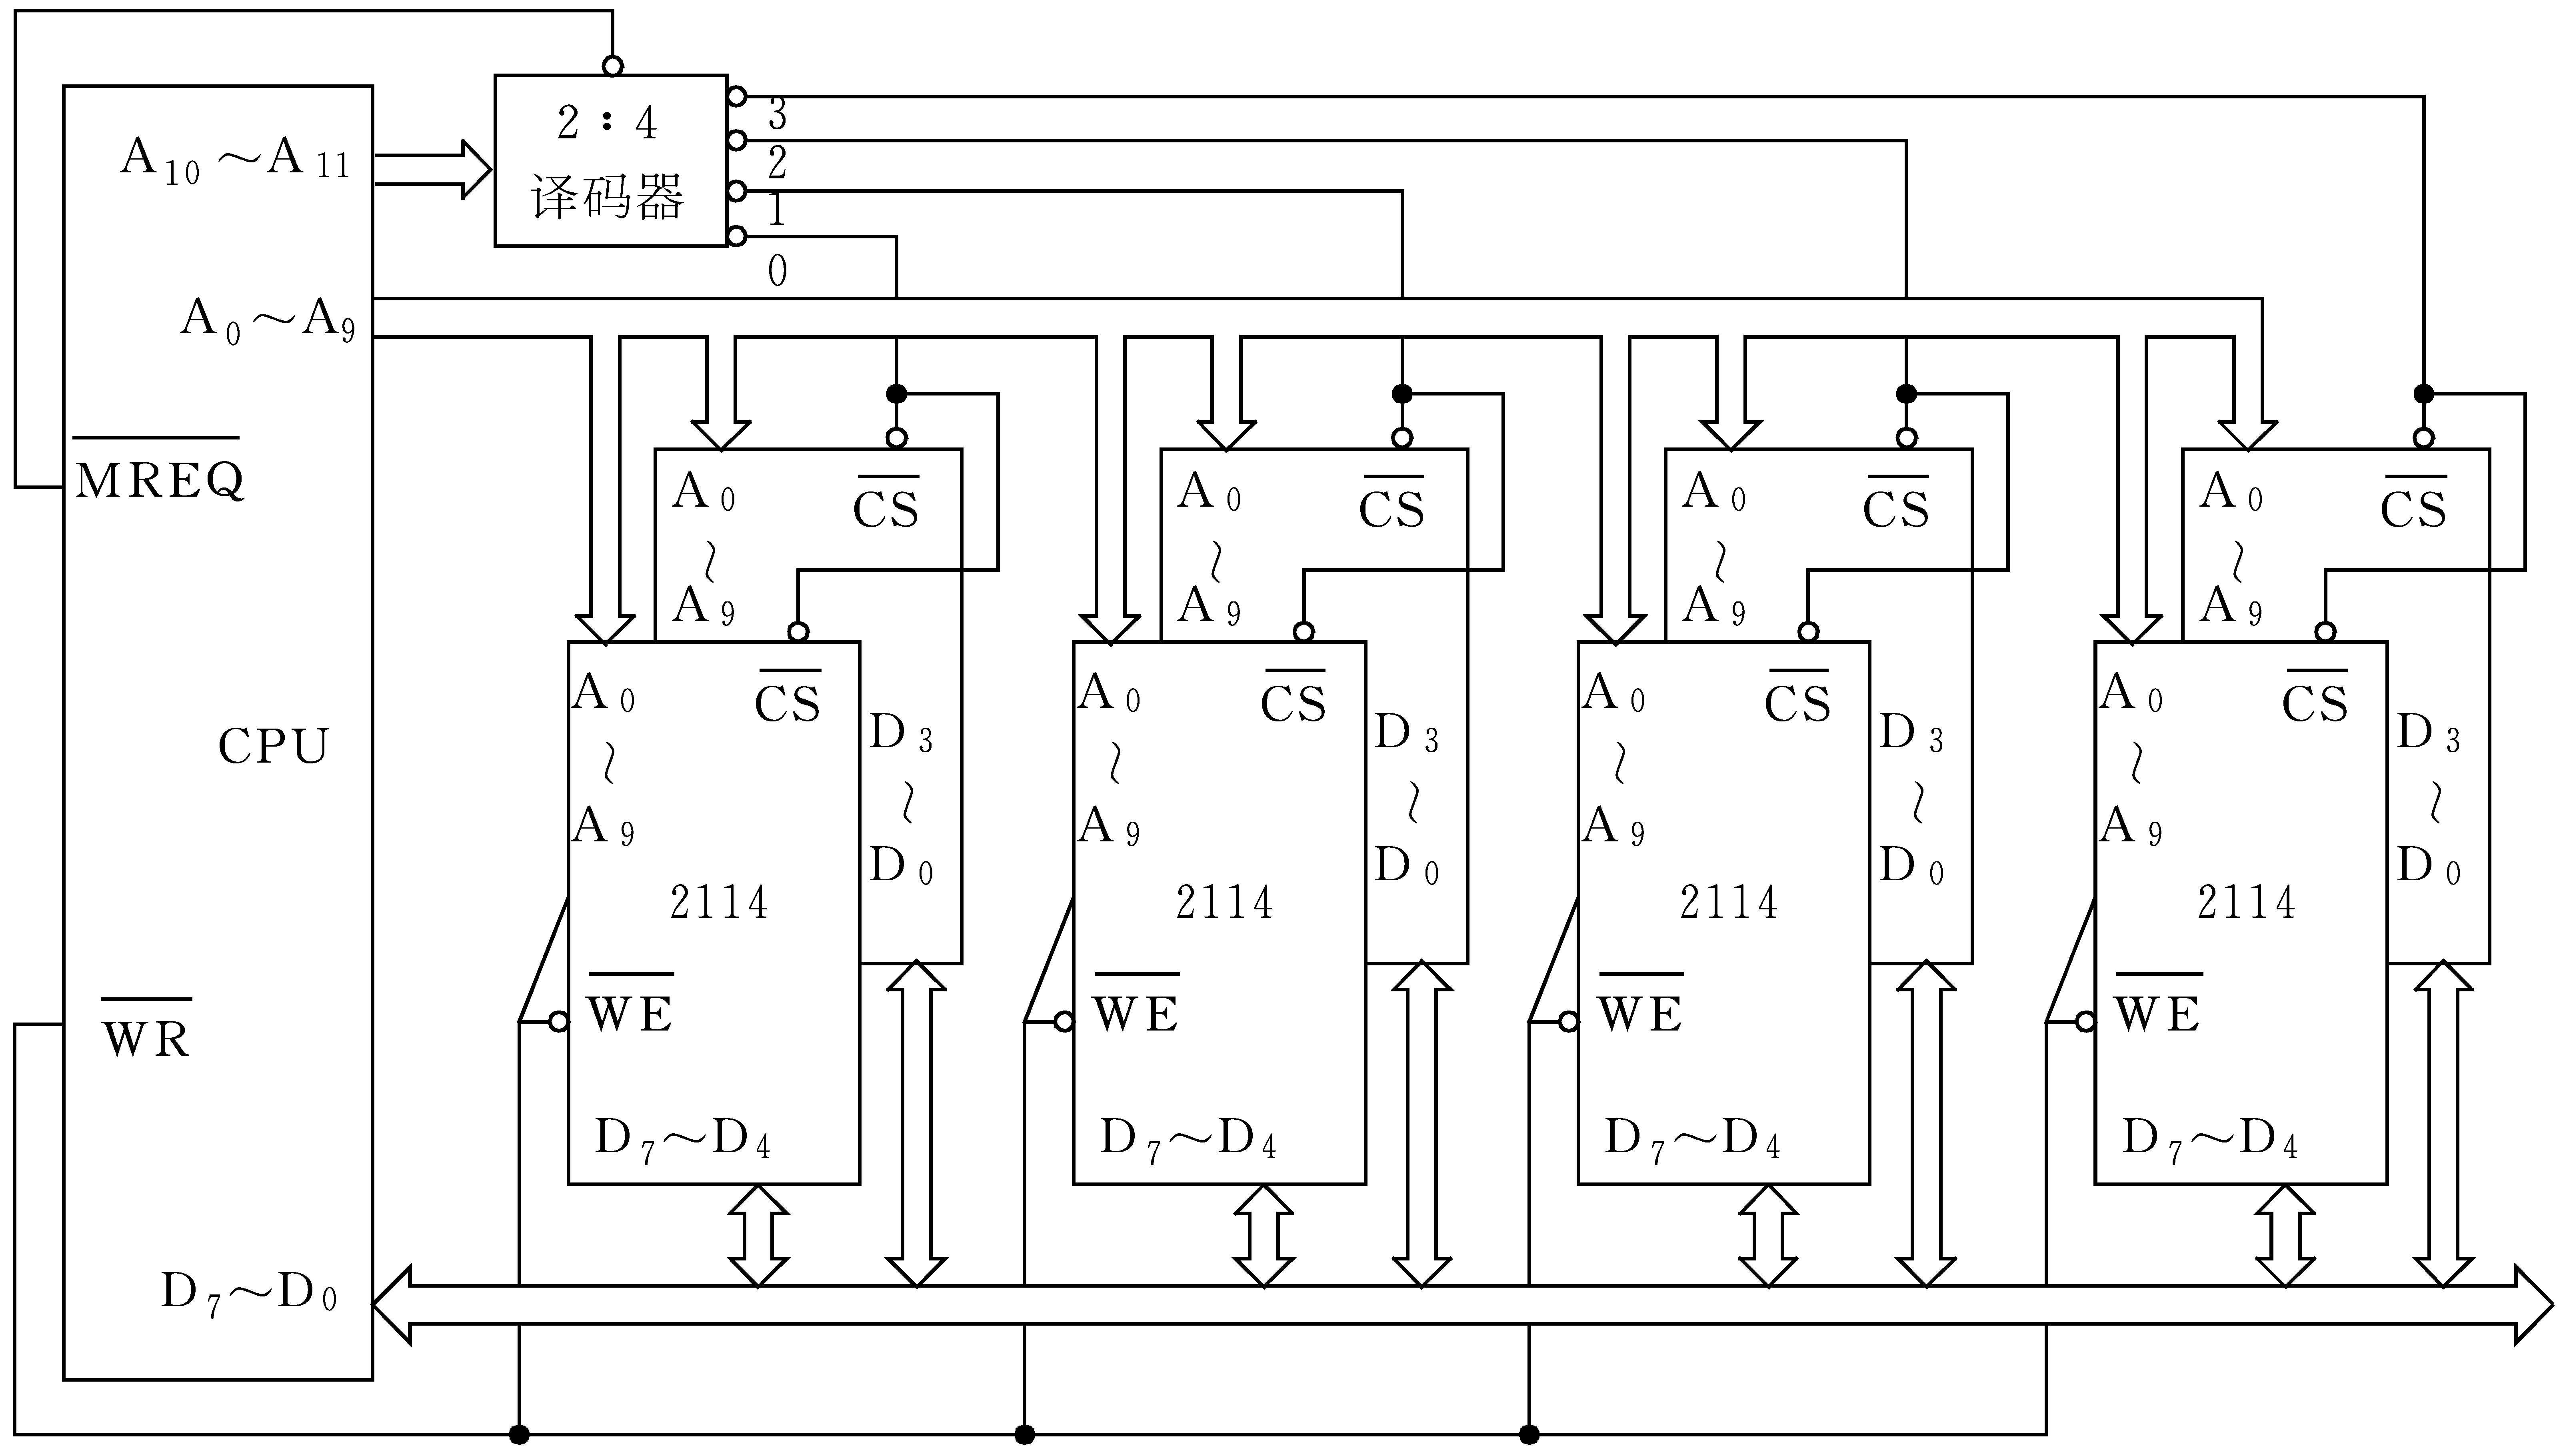 2:4
译码器
3
2
1
0
A10～A11
A0～A9
MREQ
CPU
WR
D7～D0
A0
～
A9
CS
A0
～
A9
CS
D3
～
D0
2114
WE
D7～D4
A0
～
A9
CS
A0
～
A9
CS
D3
～
D0
2114
WE
D7～D4
A0
～
A9
CS
A0
～
A9
CS
D3
～
D0
2114
WE
D7～D4
A0
～
A9
CS
A0
～
A9
CS
D3
～
D0
2114
WE
D7～D4